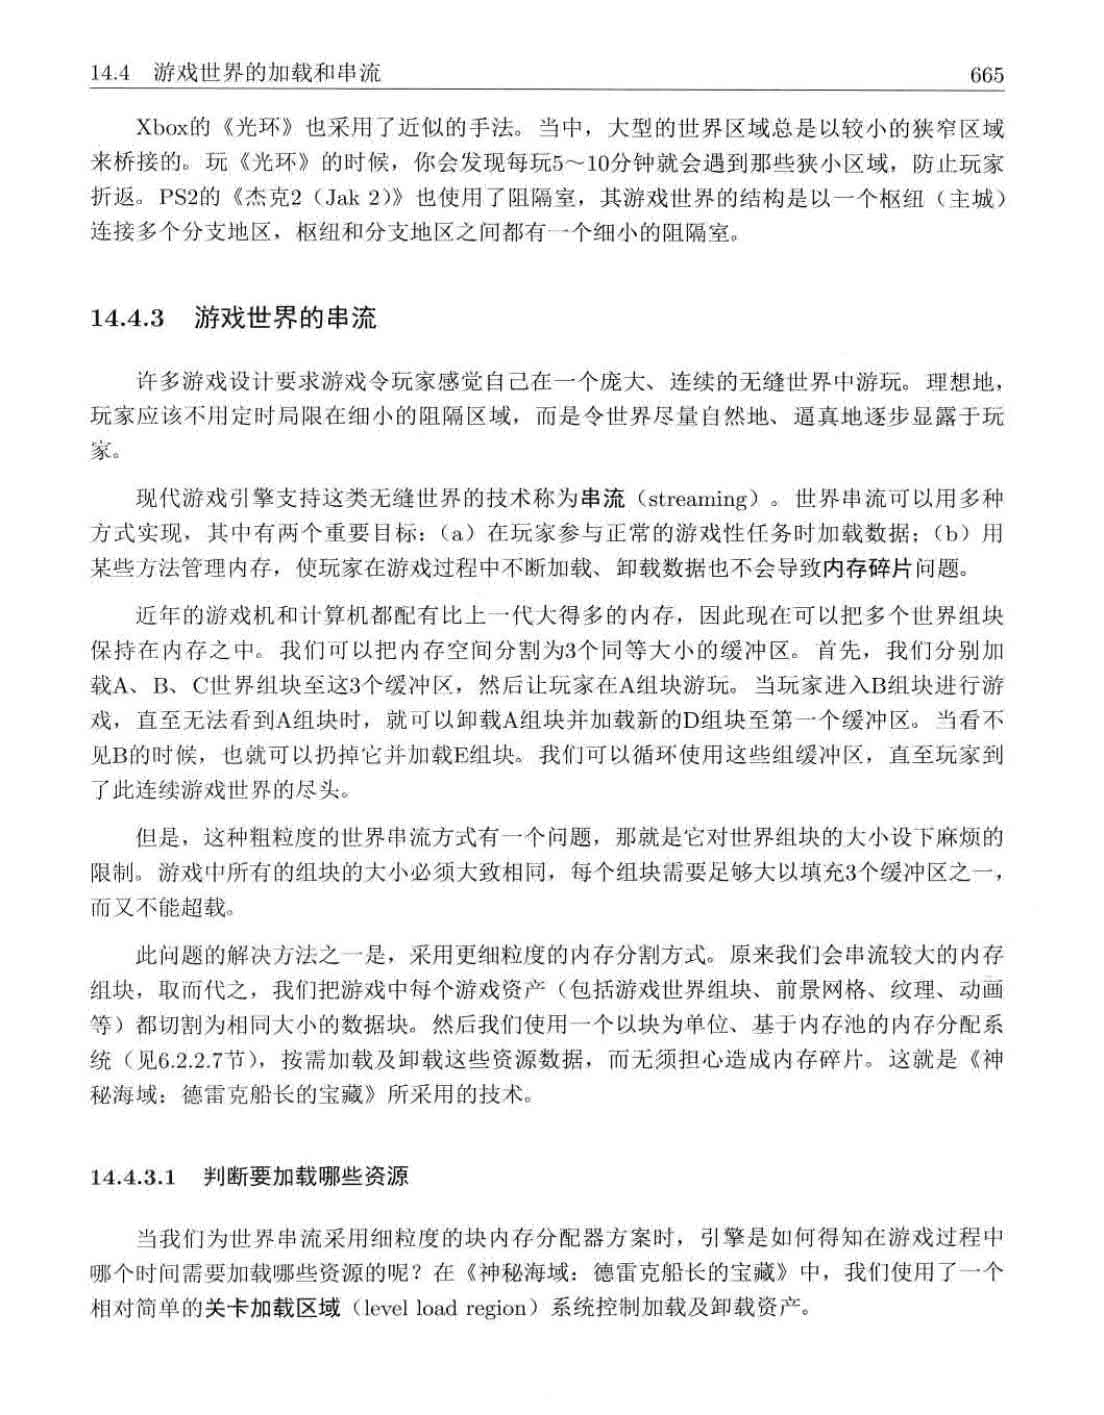 14.4 游戏世界的加载和串流 665
Xbox的《光环》也采用了近似的手法。当中，大型的世界区域总是以较小的狭窄区域
来桥接的。玩《光环》的时候，你会发现每玩5～10分钟就会遇到那些狭小区域，防止玩家
折返。PS2的《杰克2（Jak 2）》也使用了阻隔室，其游戏世界的结构是以一个枢纽（主城）
连接多个分支地区，枢纽和分支地区之间都有一个细小的阻隔室。
14.4.3 游戏世界的串流
许多游戏设计要求游戏令玩家感觉自己在一个庞大、连续的无缝世界中游玩。理想地，
玩家应该不用定时局限在细小的阻隔区域，而是令世界尽量自然地、逼真地逐步显露于玩
家。
现代游戏引擎支持这类无缝世界的技术称为串流（streaming）。世界串流可以用多种
方式实现，其中有两个重要目标：（a）在玩家参与正常的游戏性任务时加载数据；（b）用
某些方法管理内存，使玩家在游戏过程中不断加载、卸载数据也不会导致内存碎片问题。
近年的游戏机和计算机都配有比上一代大得多的内存，因此现在可以把多个世界组块
保持在内存之中。我们可以把内存空间分割为3个同等大小的缓冲区。首先，我们分别加
载A、B、C世界组块至这3个缓冲区，然后让玩家在A组块游玩。当玩家进入B组块进行游
戏，直至无法看到A组块时，就可以卸载A组块并加载新的D组块至第一个缓冲区。当看不
见B的时候，也就可以扔掉它并加载E组块。我们可以循环使用这些组缓冲区，直至玩家到
了此连续游戏世界的尽头。
但是，这种粗粒度的世界串流方式有一个问题，那就是它对世界组块的大小设下麻烦的
限制。游戏中所有的组块的大小必须大致相同，每个组块需要足够大以填充3个缓冲区之一，
而又不能超载。
此问题的解决方法之一是，采用更细粒度的内存分割方式。原来我们会串流较大的内存
组块，取而代之，我们把游戏中每个游戏资产（包括游戏世界组块、前景网格、纹理、动画
等）都切割为相同大小的数据块。然后我们使用一个以块为单位、基于内存池的内存分配系
统（见6.2.2.7节），按需加载及卸载这些资源数据，而无须担心造成内存碎片。这就是《神
秘海域：德雷克船长的宝藏》所采用的技术。
14.4.3.1 判断要加载哪些资源
当我们为世界串流采用细粒度的块内存分配器方案时，引擎是如何得知在游戏过程中
哪个时间需要加载哪些资源的呢？在《神秘海域：德雷克船长的宝藏》中，我们使用了一个
相对简单的关卡加载区域（level load region）系统控制加载及卸载资产。